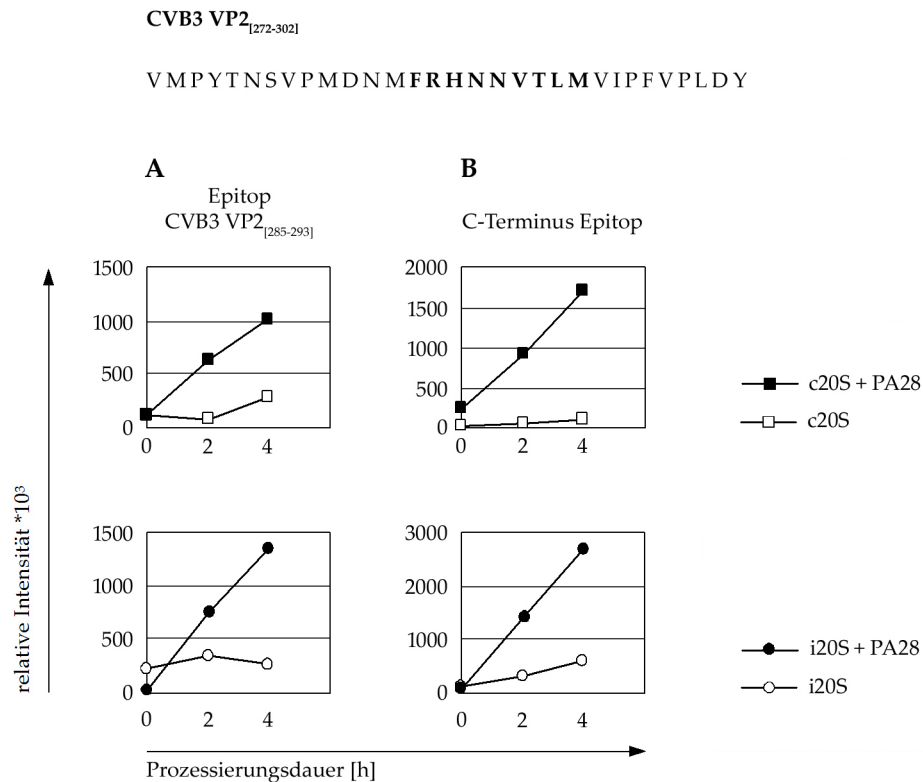 CVB3 VP2[272-302]
V M P Y T N S V P M D N M F R H N N V T L M V I P F V P L D Y
A
Epitop
CVB3 VP2[285-293]
B
C-Terminus Epitop
1500
1000
500
0
0 2 4
2000
1500
1000
500
0
0 2 4
c20S + PA28
c20S
relative Intensität *10³
1500
1000
500
0
0 2 4
3000
2000
1000
0
0 2 4
i20S + PA28
i20S
Prozessierungsdauer [h]